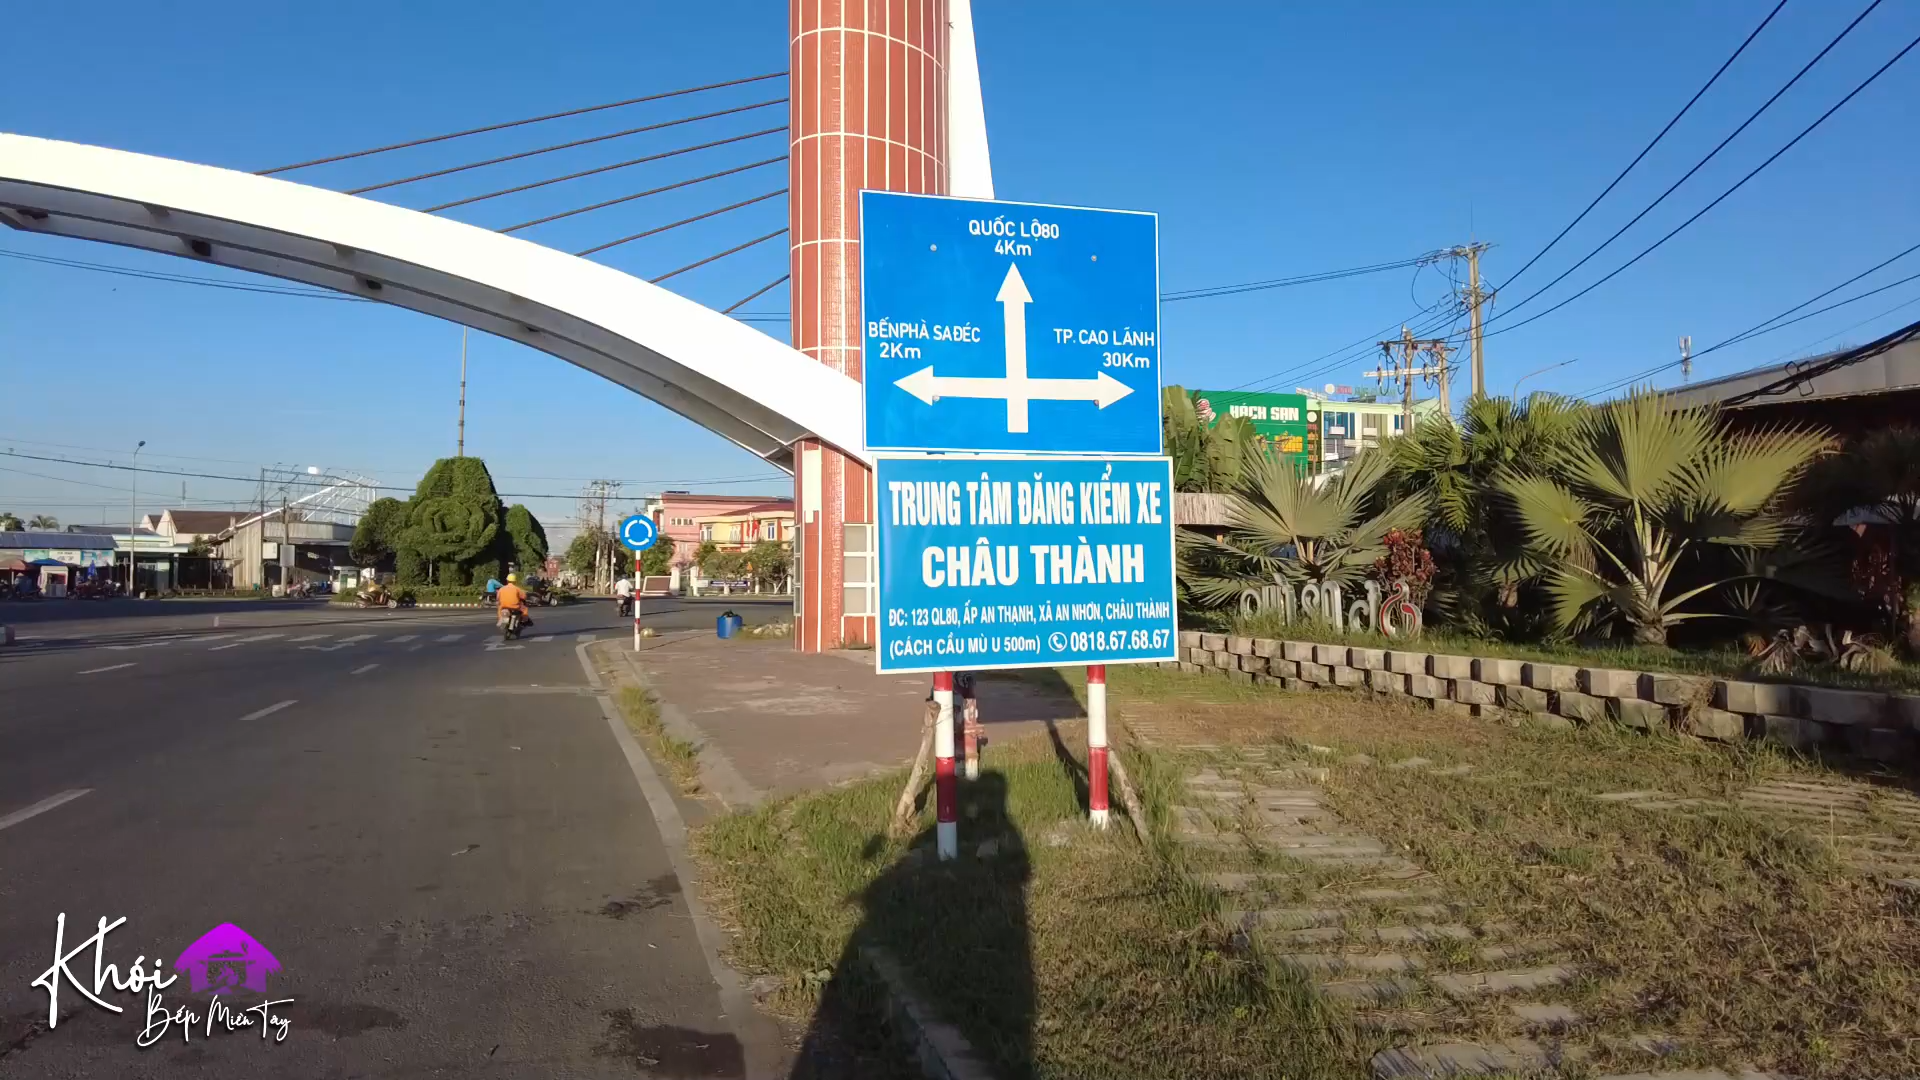 QUỐC LỘ80
4Km
BẾNPHÀ SAĐÉC
2Km
TP.CAO LÃNH
30Km
TRUNG TÂM ĐĂNG KIỂM XE
CHÂU THÀNH
ĐC: 123 QL80, ẤP AN THẠNH, XÃ AN NHƠN, CHÂU THÀNH
(CÁCH CẦU MÙ U 500m) 0818.67.68.67
KHÁCH SẠN
Khói
Bếp Miền Tây